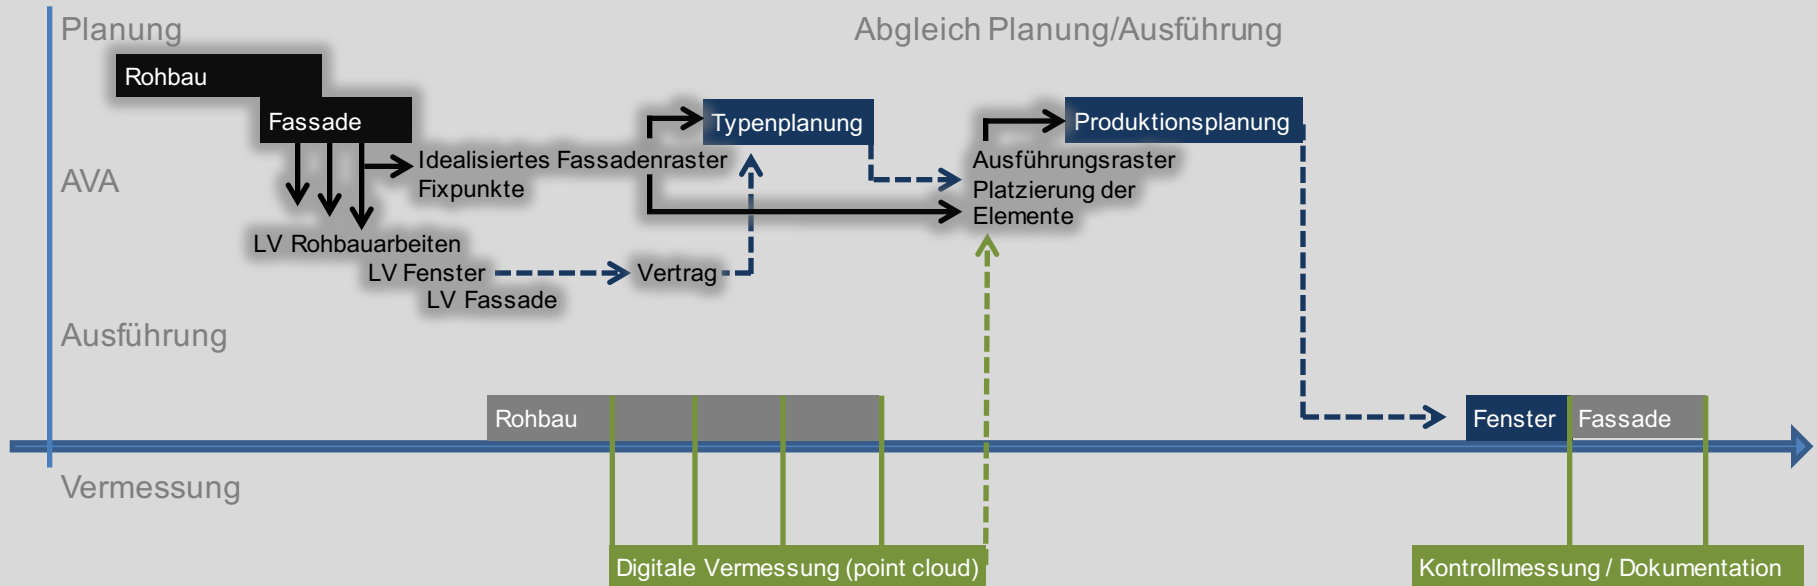 Planung
Abgleich Planung/Ausführung
Rohbau
Fassade
Typenplanung
Produktionsplanung
AVA
Idealisiertes Fassadenraster
Fixpunkte
Ausführungsraster
Platzierung der
Elemente
LV Rohbauarbeiten
LV Fenster
LV Fassade
Vertrag
Ausführung
Rohbau
Fenster
Fassade
Vermessung
Digitale Vermessung (point cloud)
Kontrollmessung / Dokumentation